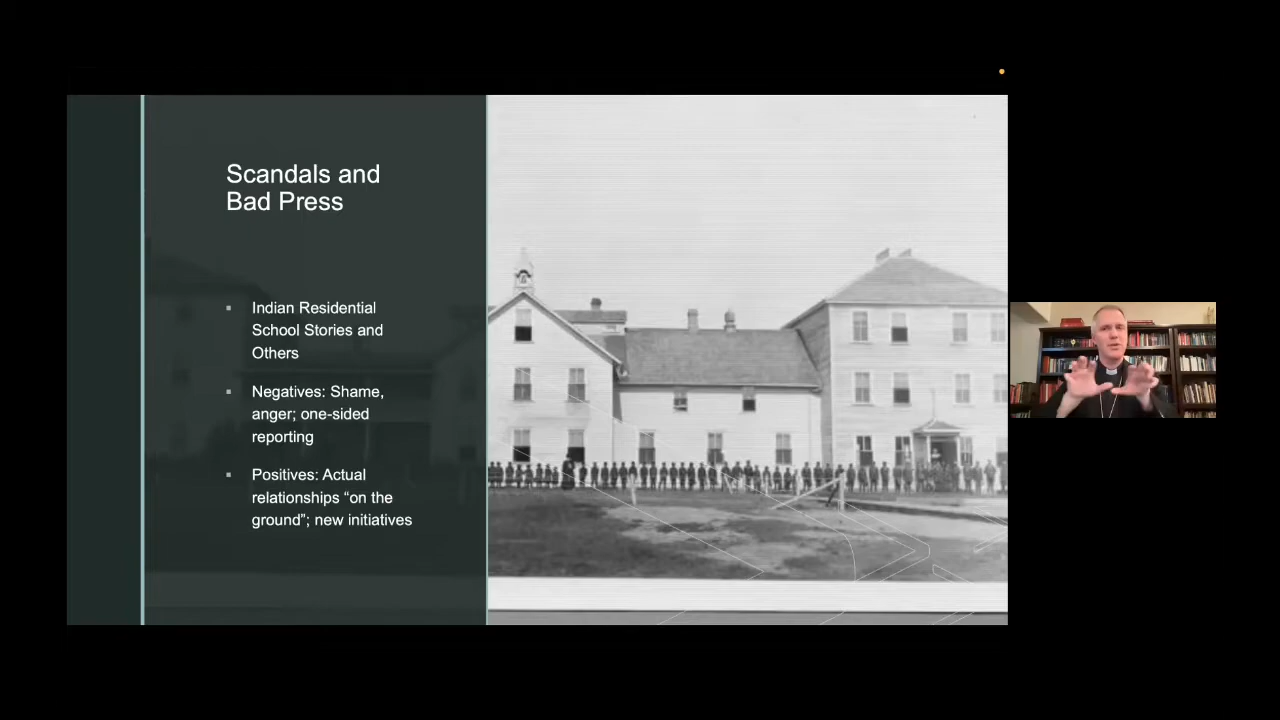 Scandals and
Bad Press
Indian Residential
School Stories and
Others
Negatives: Shame,
anger; one-sided
reporting
Positives: Actual
relationships “on the
ground”; new initiatives